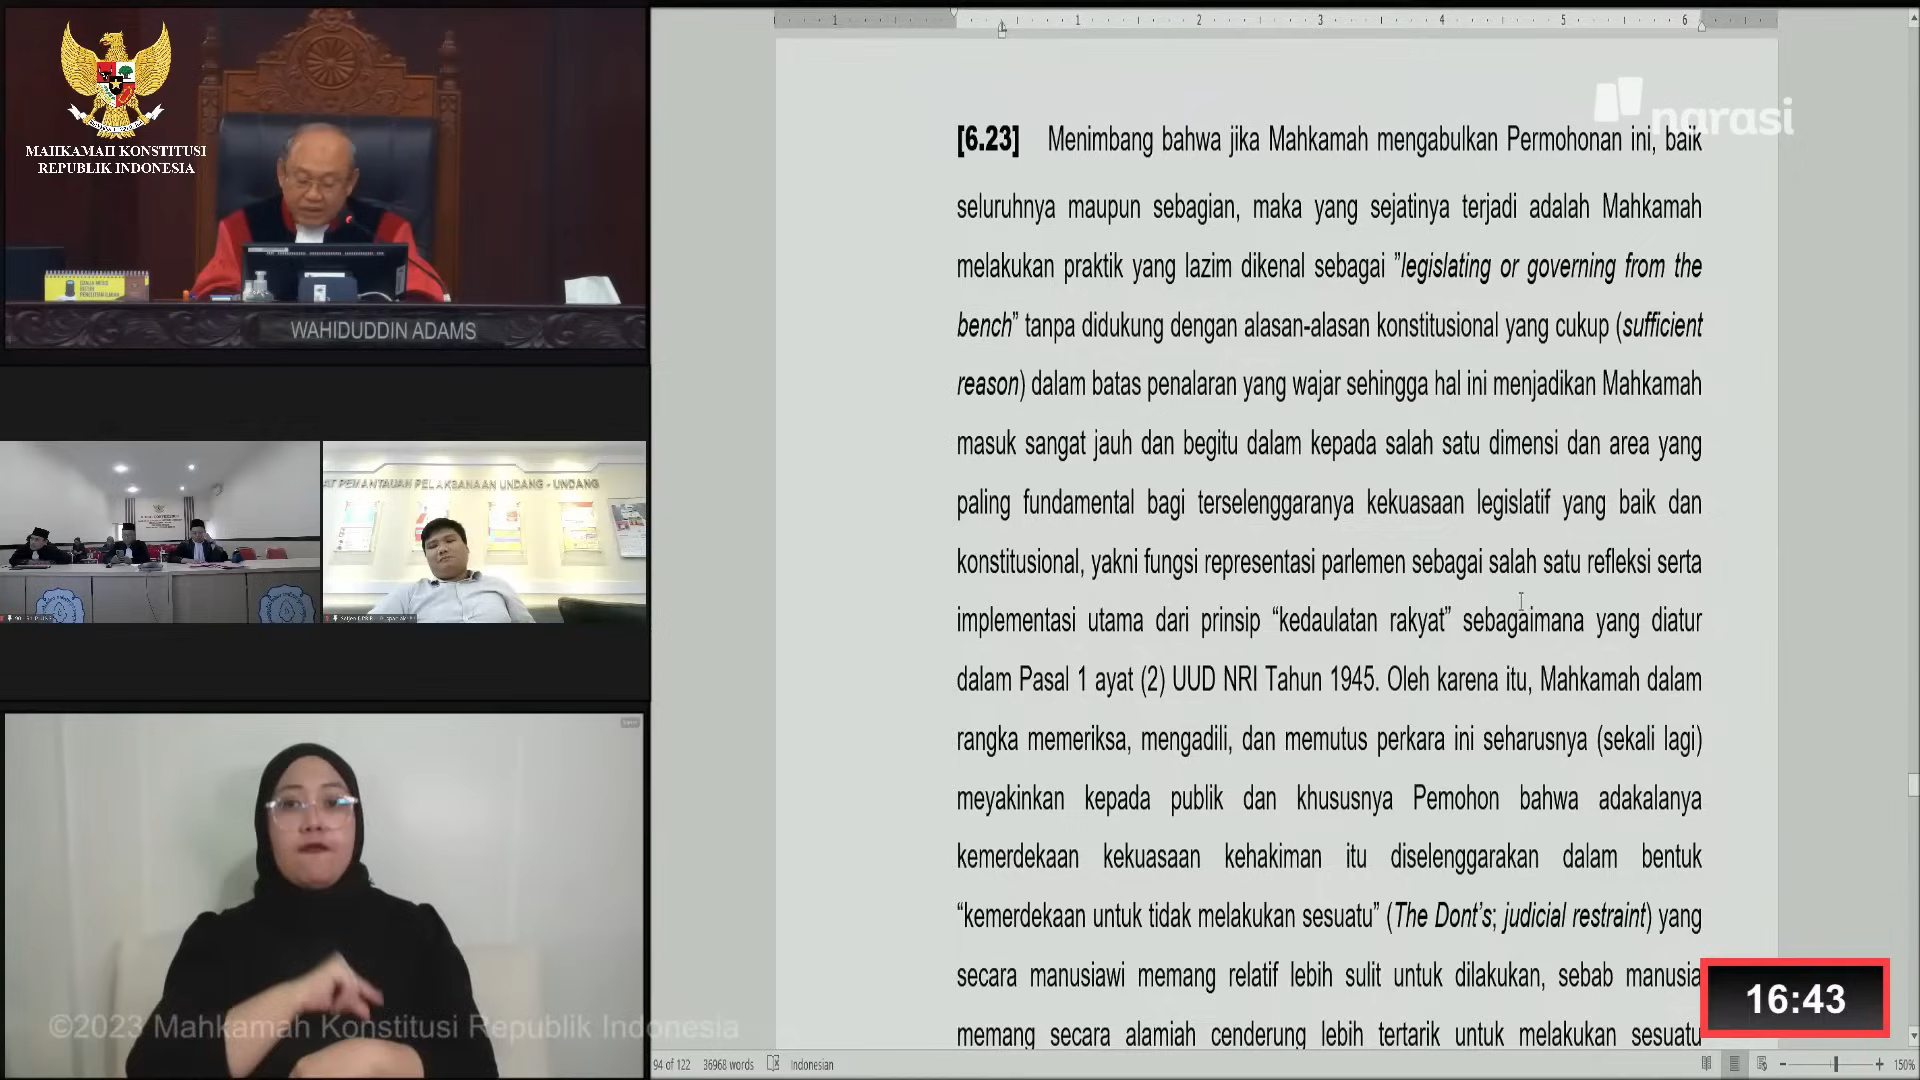 MAHKAMAH KONSTITUSI
REPUBLIK INDONESIA
WAHIDUDDIN ADAMS
AT PEMANTAUAN PELAKSANAAN UNDANG - UNDANG
©2023 Mahkamah Konstitusi Republik Indonesia
1 1 2 3 4 5 6
narasi
[6.23] Menimbang bahwa jika Mahkamah mengabulkan Permohonan ini, baik
seluruhnya maupun sebagian, maka yang sejatinya terjadi adalah Mahkamah
melakukan praktik yang lazim dikenal sebagai ”legislating or governing from the
bench” tanpa didukung dengan alasan-alasan konstitusional yang cukup (sufficient
reason) dalam batas penalaran yang wajar sehingga hal ini menjadikan Mahkamah
masuk sangat jauh dan begitu dalam kepada salah satu dimensi dan area yang
paling fundamental bagi terselenggaranya kekuasaan legislatif yang baik dan
konstitusional, yakni fungsi representasi parlemen sebagai salah satu refleksi serta
implementasi utama dari prinsip “kedaulatan rakyat” sebagaimana yang diatur
dalam Pasal 1 ayat (2) UUD NRI Tahun 1945. Oleh karena itu, Mahkamah dalam
rangka memeriksa, mengadili, dan memutus perkara ini seharusnya (sekali lagi)
meyakinkan kepada publik dan khususnya Pemohon bahwa adakalanya
kemerdekaan kekuasaan kehakiman itu diselenggarakan dalam bentuk
“kemerdekaan untuk tidak melakukan sesuatu” (The Dont’s; judicial restraint) yang
secara manusiawi memang relatif lebih sulit untuk dilakukan, sebab manusia
memang secara alamiah cenderung lebih tertarik untuk melakukan sesuatu
16:43
94 of 122 36968 words Indonesian 150%